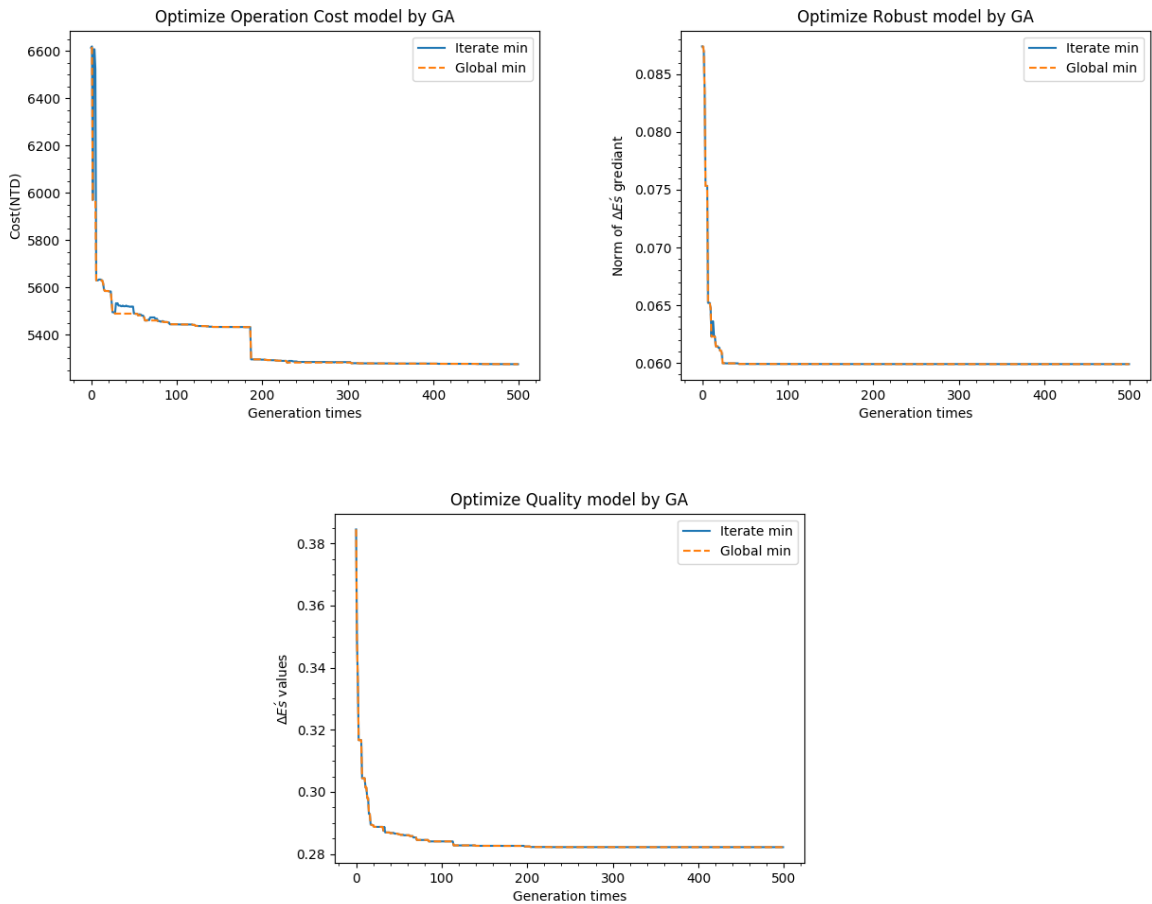 Optimize Operation Cost model by GA
Cost(NTD)
6600
6400
6200
6000
5800
5600
5400
Iterate min
Global min
0 100 200 300 400 500
Generation times
Optimize Robust model by GA
Norm of ΔE's grediant
0.085
0.080
0.075
0.070
0.065
0.060
Iterate min
Global min
0 100 200 300 400 500
Generation times
Optimize Quality model by GA
ΔE's values
0.38
0.36
0.34
0.32
0.30
0.28
Iterate min
Global min
0 100 200 300 400 500
Generation times